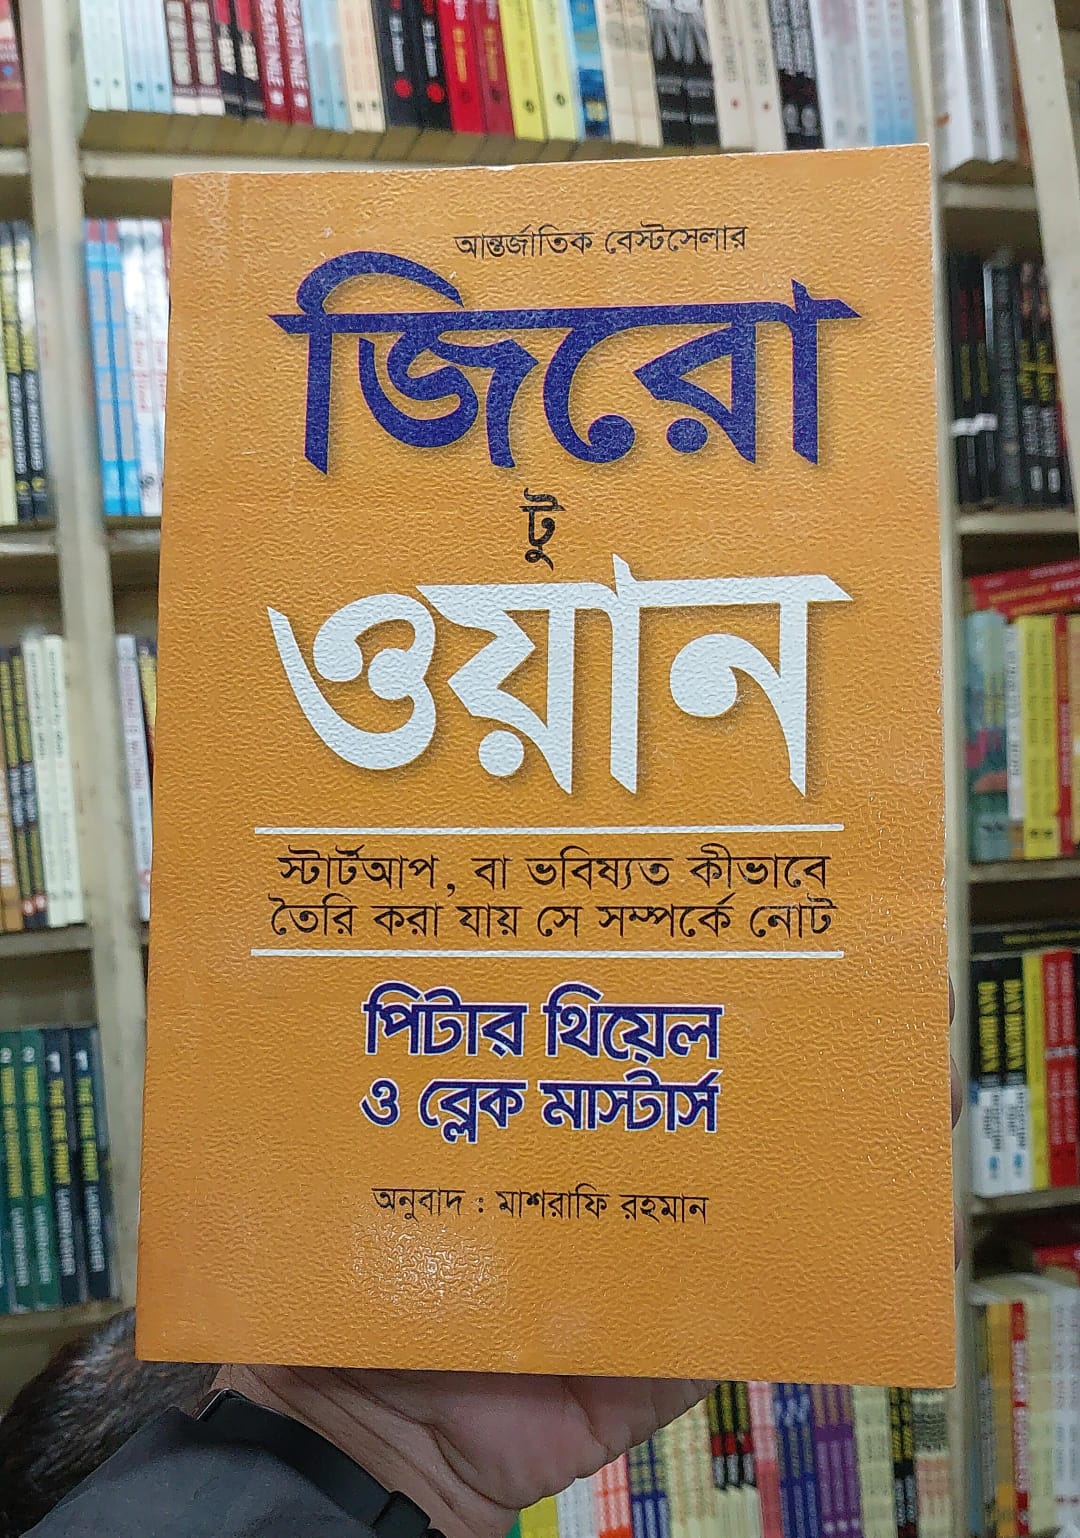 আন্তর্জাতিক বেস্টসেলার
জিরো
টু
ওয়ান
স্টার্টআপ, বা ভবিষ্যত কীভাবে
তৈরি করা যায় সে সম্পর্কে নোট
পিটার থিয়েল
ও ব্লেক মাস্টার্স
অনুবাদ : মাশরাফি রহমান